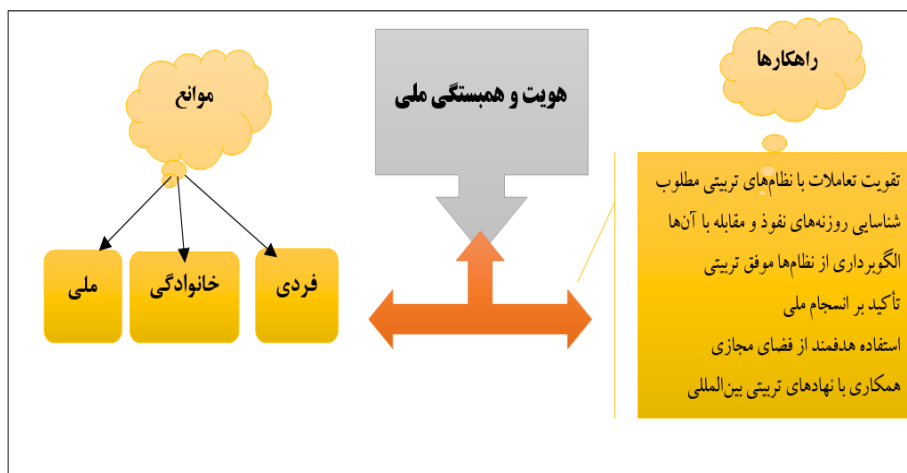 راهکارها
تقویت تعاملات با نظام‌های تربیتی مطلوب
شناسایی روزنه‌های نفوذ و مقابله با آن‌ها
الگوبرداری از نظام‌ها موفق تربیتی
تأکید بر انسجام ملی
استفاده هدفمند از فضای مجازی
همکاری با نهادهای تربیتی بین‌المللی
هویت و همبستگی ملی
موانع
فردی
خانوادگی
ملی